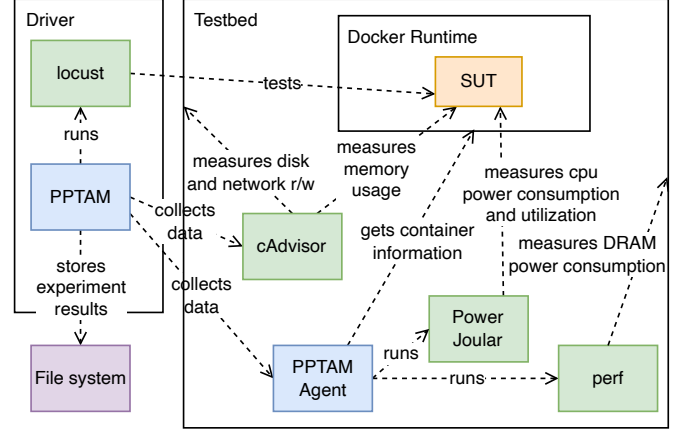 Driver
Testbed
Docker Runtime
locust
SUT
tests
runs
measures disk
and network r/w
measures
memory
usage
measures cpu
power consumption
and utilization
PPTAM
collects
data
cAdvisor
gets container
information
measures DRAM
power consumption
stores
experiment
results
collects
data
Power
Joular
File system
PPTAM
Agent
runs
runs
perf